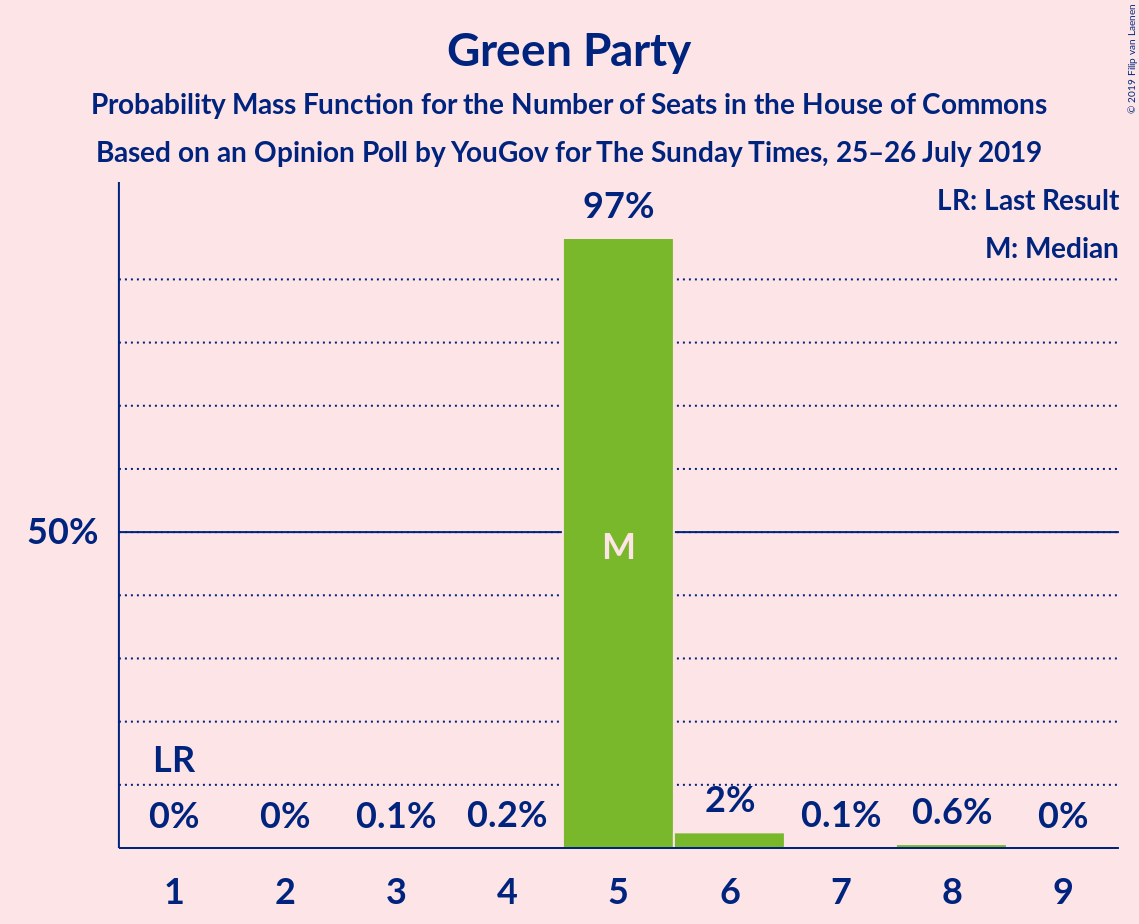 Green Party
Probability Mass Function for the Number of Seats in the House of Commons
Based on an Opinion Poll by YouGov for The Sunday Times, 25–26 July 2019
© 2019 Filip van Laenen
LR: Last Result
M: Median
97%
50%
M
LR
0% 0% 0.1% 0.2% 2% 0.1% 0.6% 0%
1 2 3 4 5 6 7 8 9